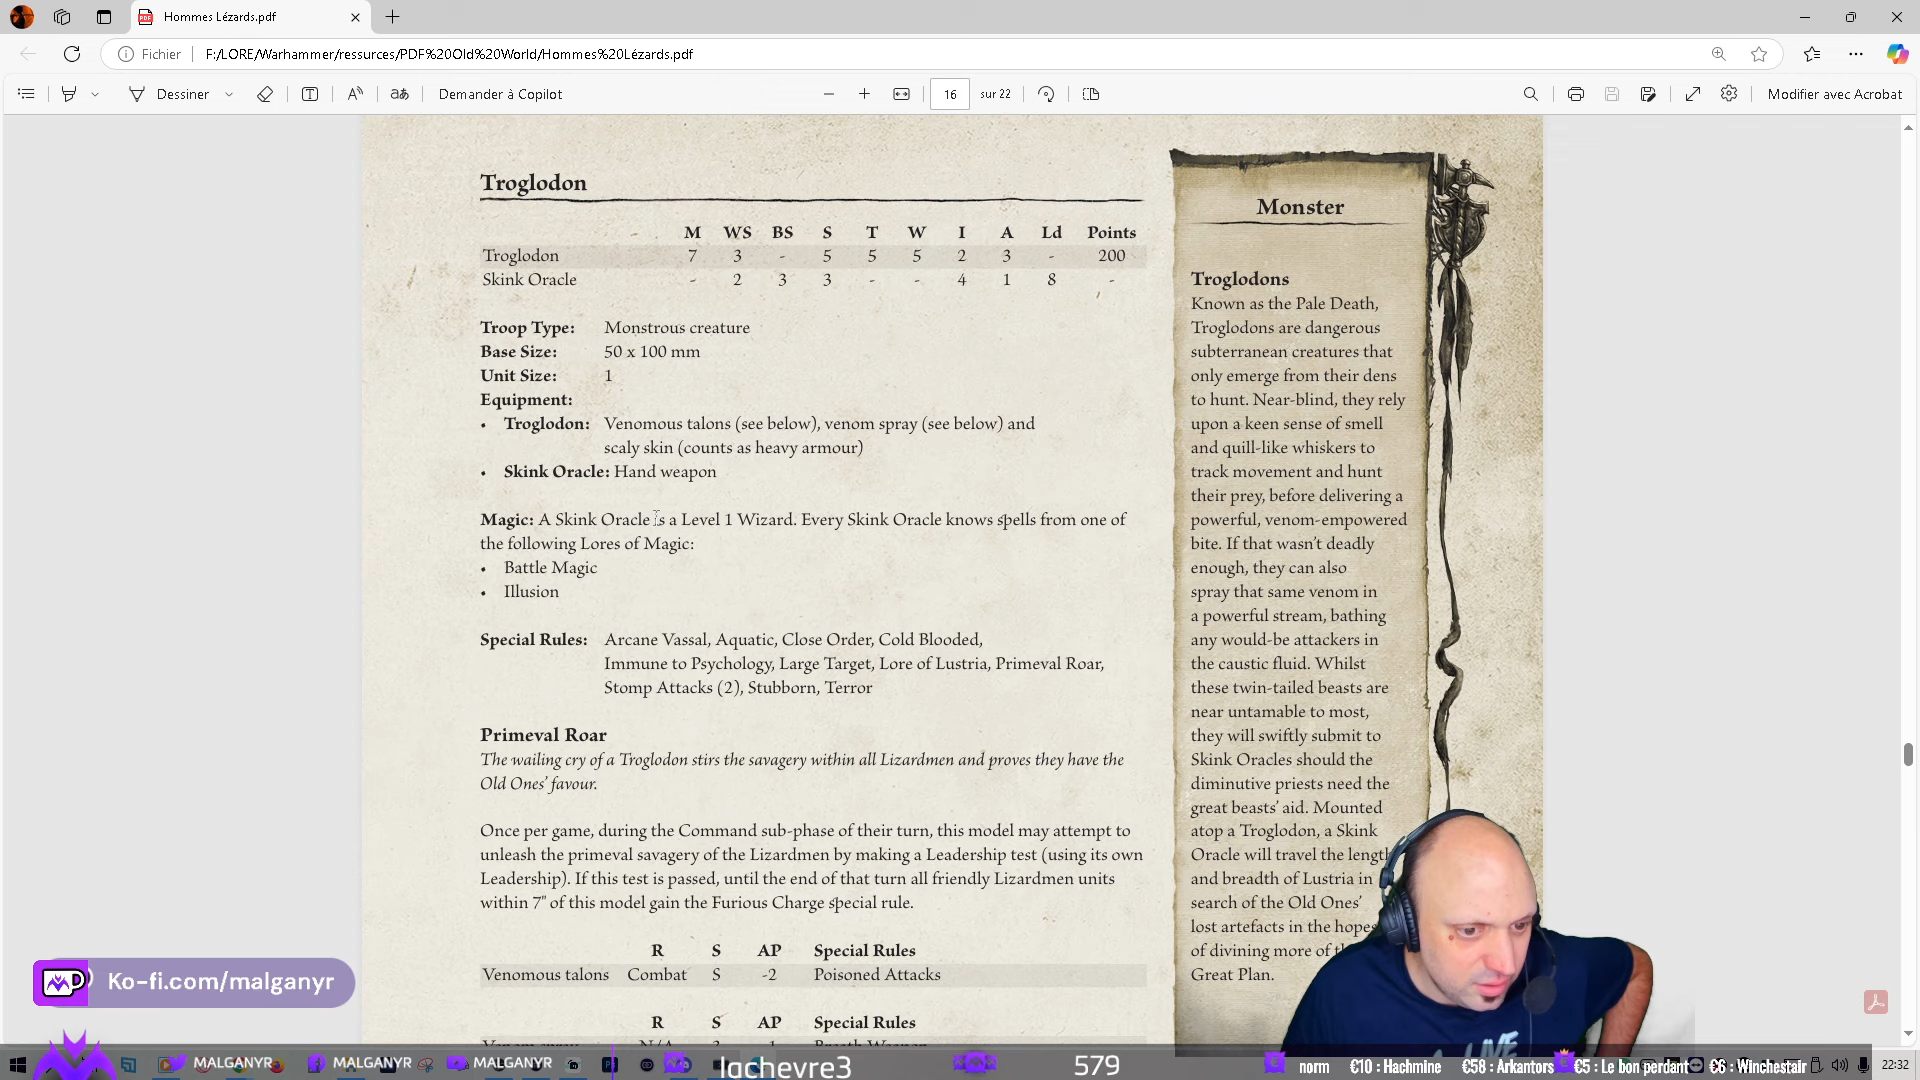 Hommes Lézards.pdf
Fichier
F:/LORE/Warhammer/ressources/PDF%20Old%20World/Hommes%20Lézards.pdf
Dessiner
Demander à Copilot
16
sur 22
Modifier avec Acrobat
Troglodon
M WS BS S T W I A Ld Points
Troglodon 7 3 - 5 5 5 2 3 - 200
Skink Oracle - 2 3 3 - - 4 1 8 -
Troop Type: Monstrous creature
Base Size: 50 x 100 mm
Unit Size: 1
Equipment:
• Troglodon: Venomous talons (see below), venom spray (see below) and
scaly skin (counts as heavy armour)
• Skink Oracle: Hand weapon
Magic: A Skink Oracle is a Level 1 Wizard. Every Skink Oracle knows spells from one of
the following Lores of Magic:
• Battle Magic
• Illusion
Special Rules: Arcane Vassal, Aquatic, Close Order, Cold Blooded,
Immune to Psychology, Large Target, Lore of Lustria, Primeval Roar,
Stomp Attacks (2), Stubborn, Terror
Primeval Roar
The wailing cry of a Troglodon stirs the savagery within all Lizardmen and proves they have the
Old Ones' favour.
Once per game, during the Command sub-phase of their turn, this model may attempt to
unleash the primeval savagery of the Lizardmen by making a Leadership test (using its own
Leadership). If this test is passed, until the end of that turn all friendly Lizardmen units
within 7" of this model gain the Furious Charge special rule.
R S AP Special Rules
Venomous talons Combat S -2 Poisoned Attacks
R S AP Special Rules
Monster
Troglodons
Known as the Pale Death,
Troglodons are dangerous
subterranean creatures that
only emerge from their dens
to hunt. Near-blind, they rely
upon a keen sense of smell
and quill-like whiskers to
track movement and hunt
their prey, before delivering a
powerful, venom-empowered
bite. If that wasn't deadly
enough, they can also
spray that same venom in
a powerful stream, bathing
any would-be attackers in
the caustic fluid. Whilst
these twin-tailed beasts are
near untamable to most,
they will swiftly submit to
Skink Oracles should the
diminutive priests need the
great beasts' aid. Mounted
atop a Troglodon, a Skink
Oracle will travel the length
and breadth of Lustria in
search of the Old Ones'
lost artefacts in the hopes
of divining more of
Great Plan.
Ko-fi.com/malganyr
MALGANYR MALGANYR MALGANYR
lachevre3
579
norm €10 : Hachmine €58 : Arkantors €5 : Le bon perdant €6 : Winchestair
22:32